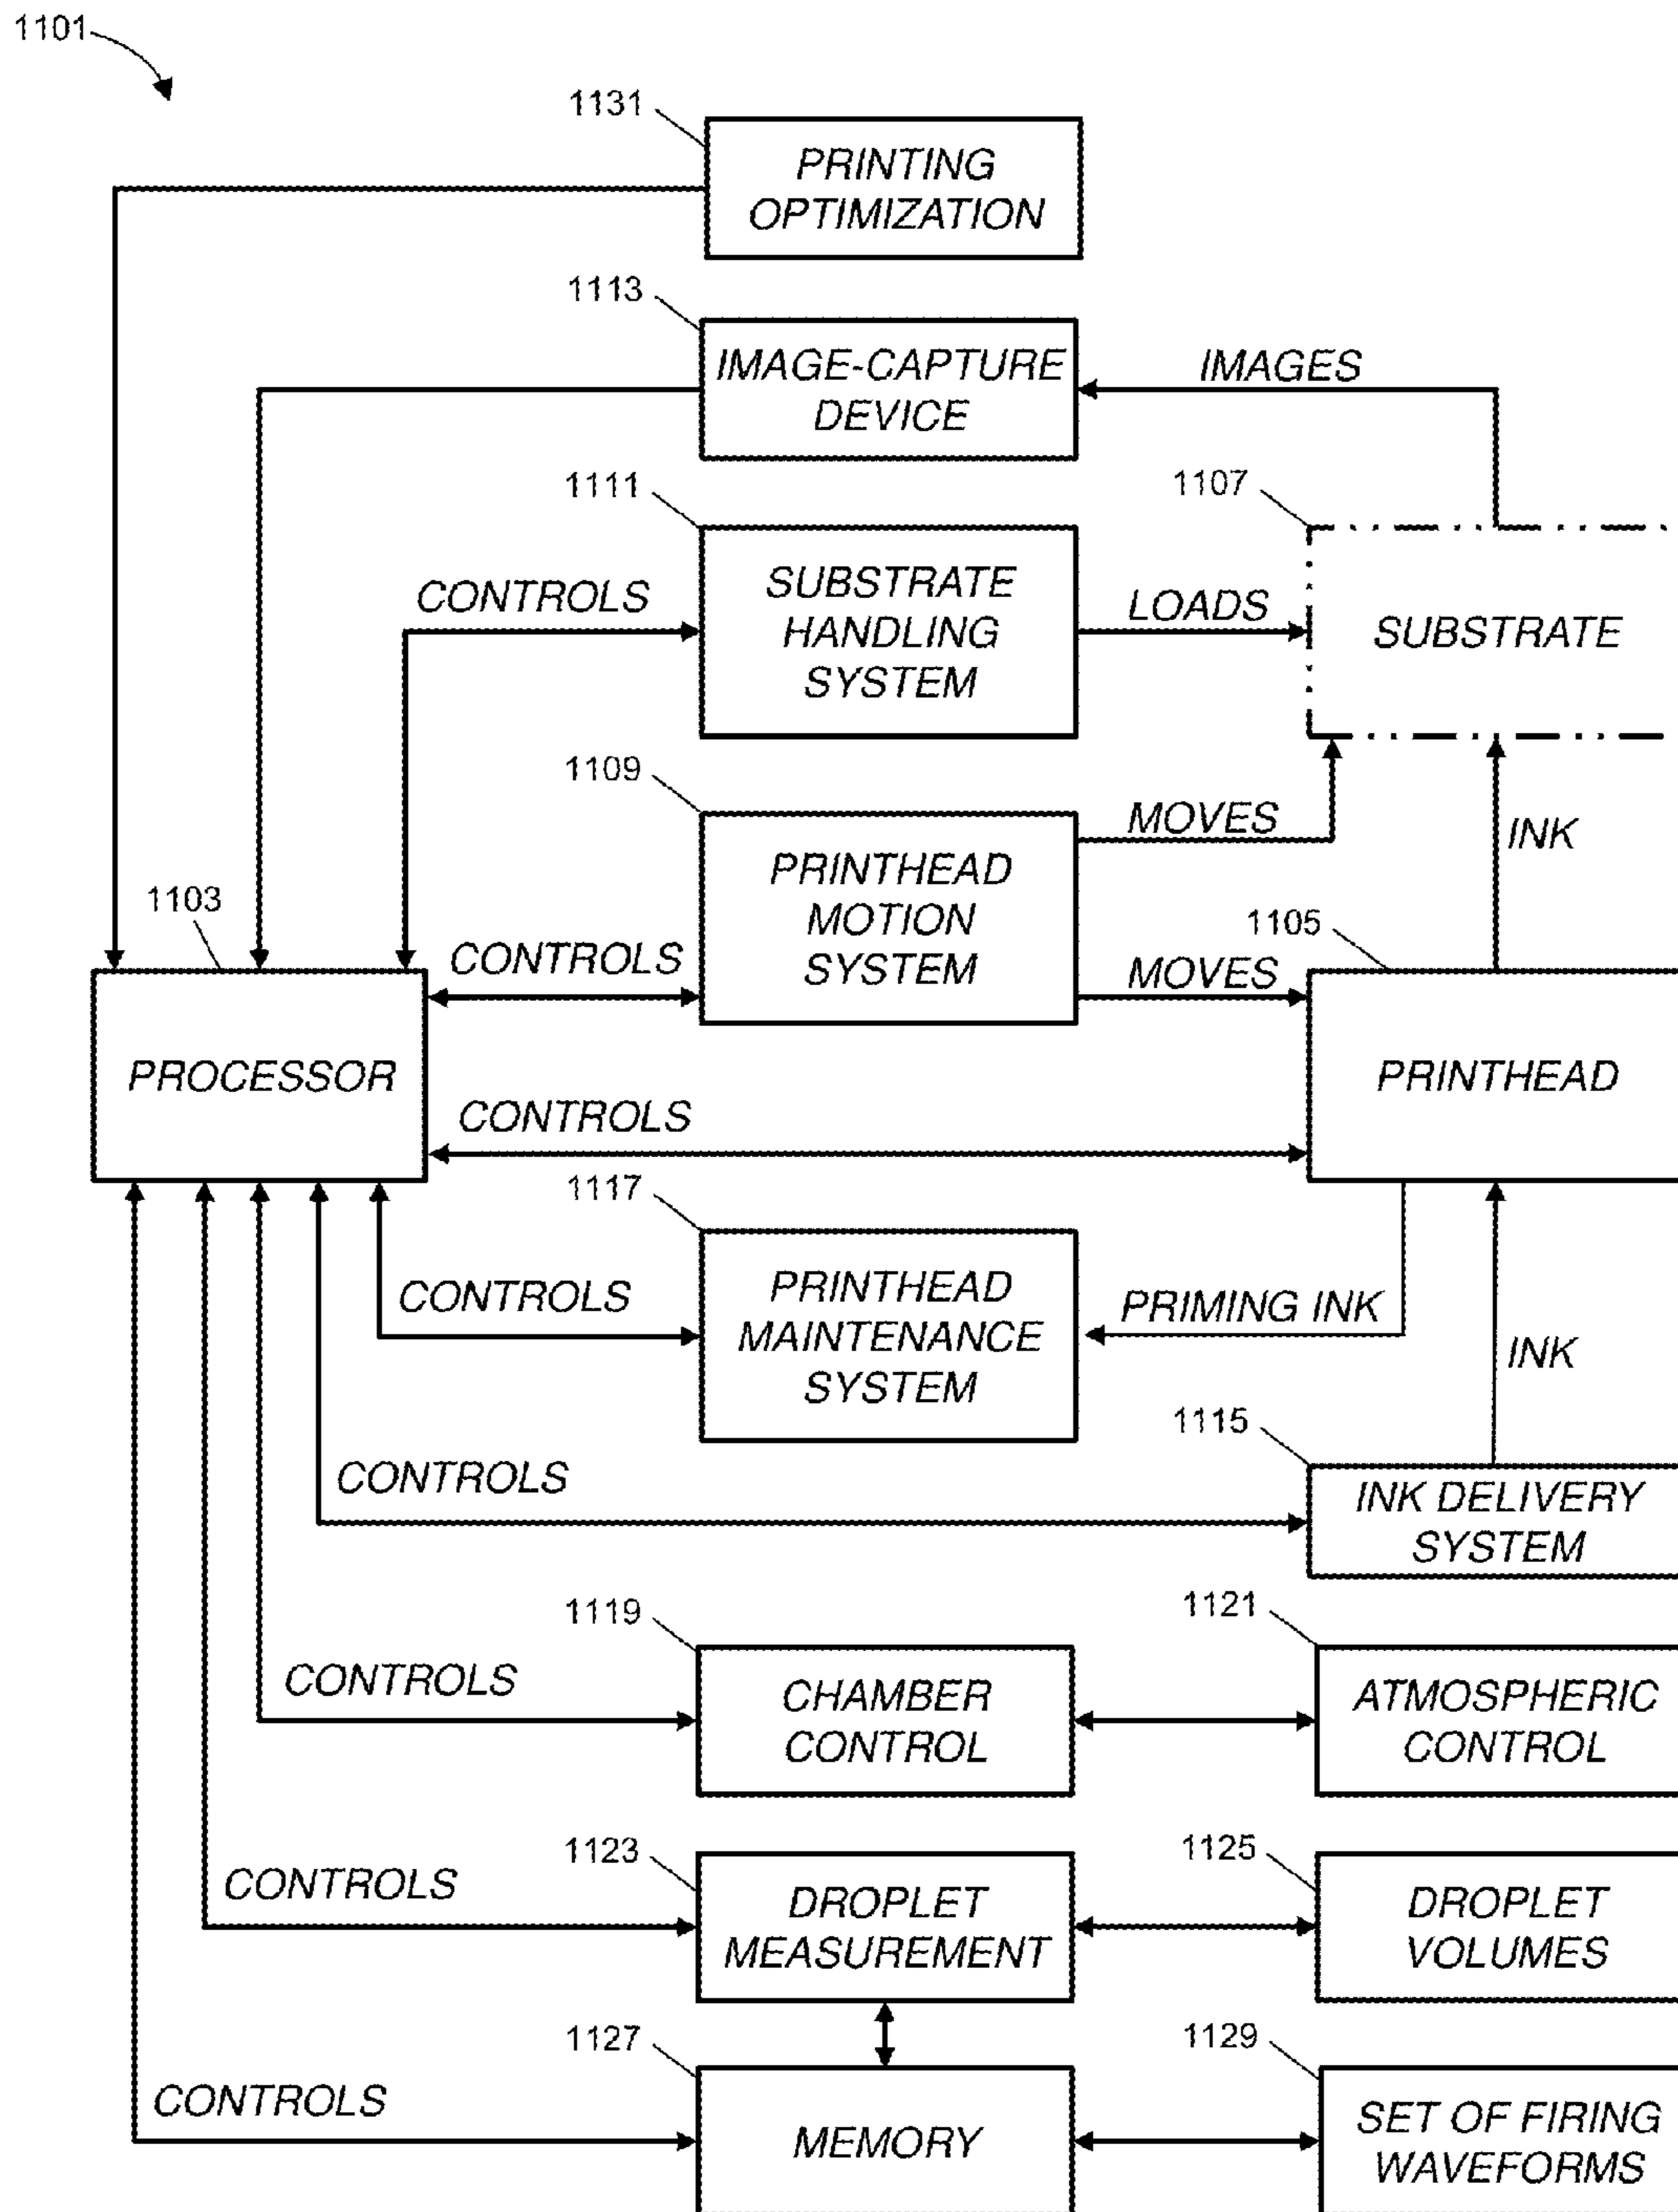 1101
1131
PRINTING
OPTIMIZATION
1113
IMAGE-CAPTURE
DEVICE
IMAGES
1111
1107
CONTROLS
SUBSTRATE
HANDLING
SYSTEM
LOADS
SUBSTRATE
1109
MOVES
INK
PRINTHEAD
MOTION
SYSTEM
1103
1105
CONTROLS
MOVES
PROCESSOR
PRINTHEAD
CONTROLS
1117
CONTROLS
PRINTHEAD
MAINTENANCE
SYSTEM
PRIMING INK
INK
1115
CONTROLS
INK DELIVERY
SYSTEM
1119
1121
CONTROLS
CHAMBER
CONTROL
ATMOSPHERIC
CONTROL
1123
1125
CONTROLS
DROPLET
MEASUREMENT
DROPLET
VOLUMES
1127
1129
CONTROLS
MEMORY
SET OF FIRING
WAVEFORMS